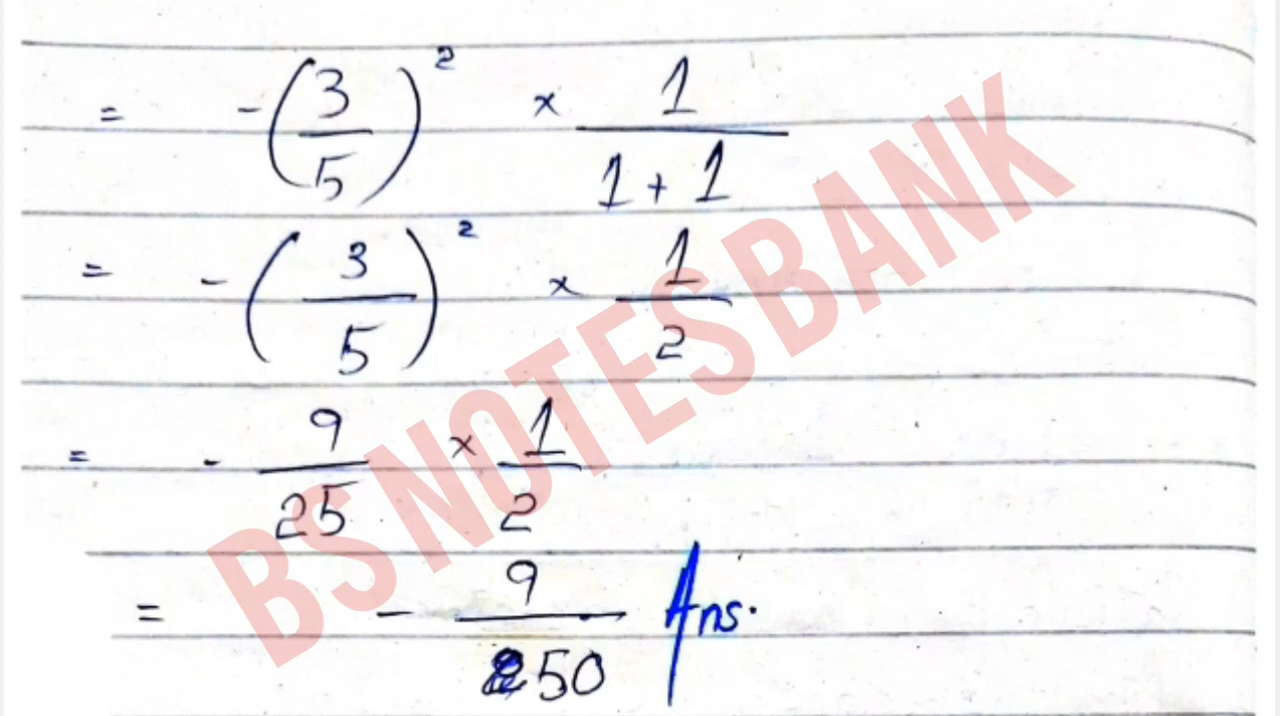 = -(3/5)² × 1/(1+1)
= -(3/5)² × 1/2
= - 9/25 × 1/2
= - 9/50 Ans.
BS NOTES BANK